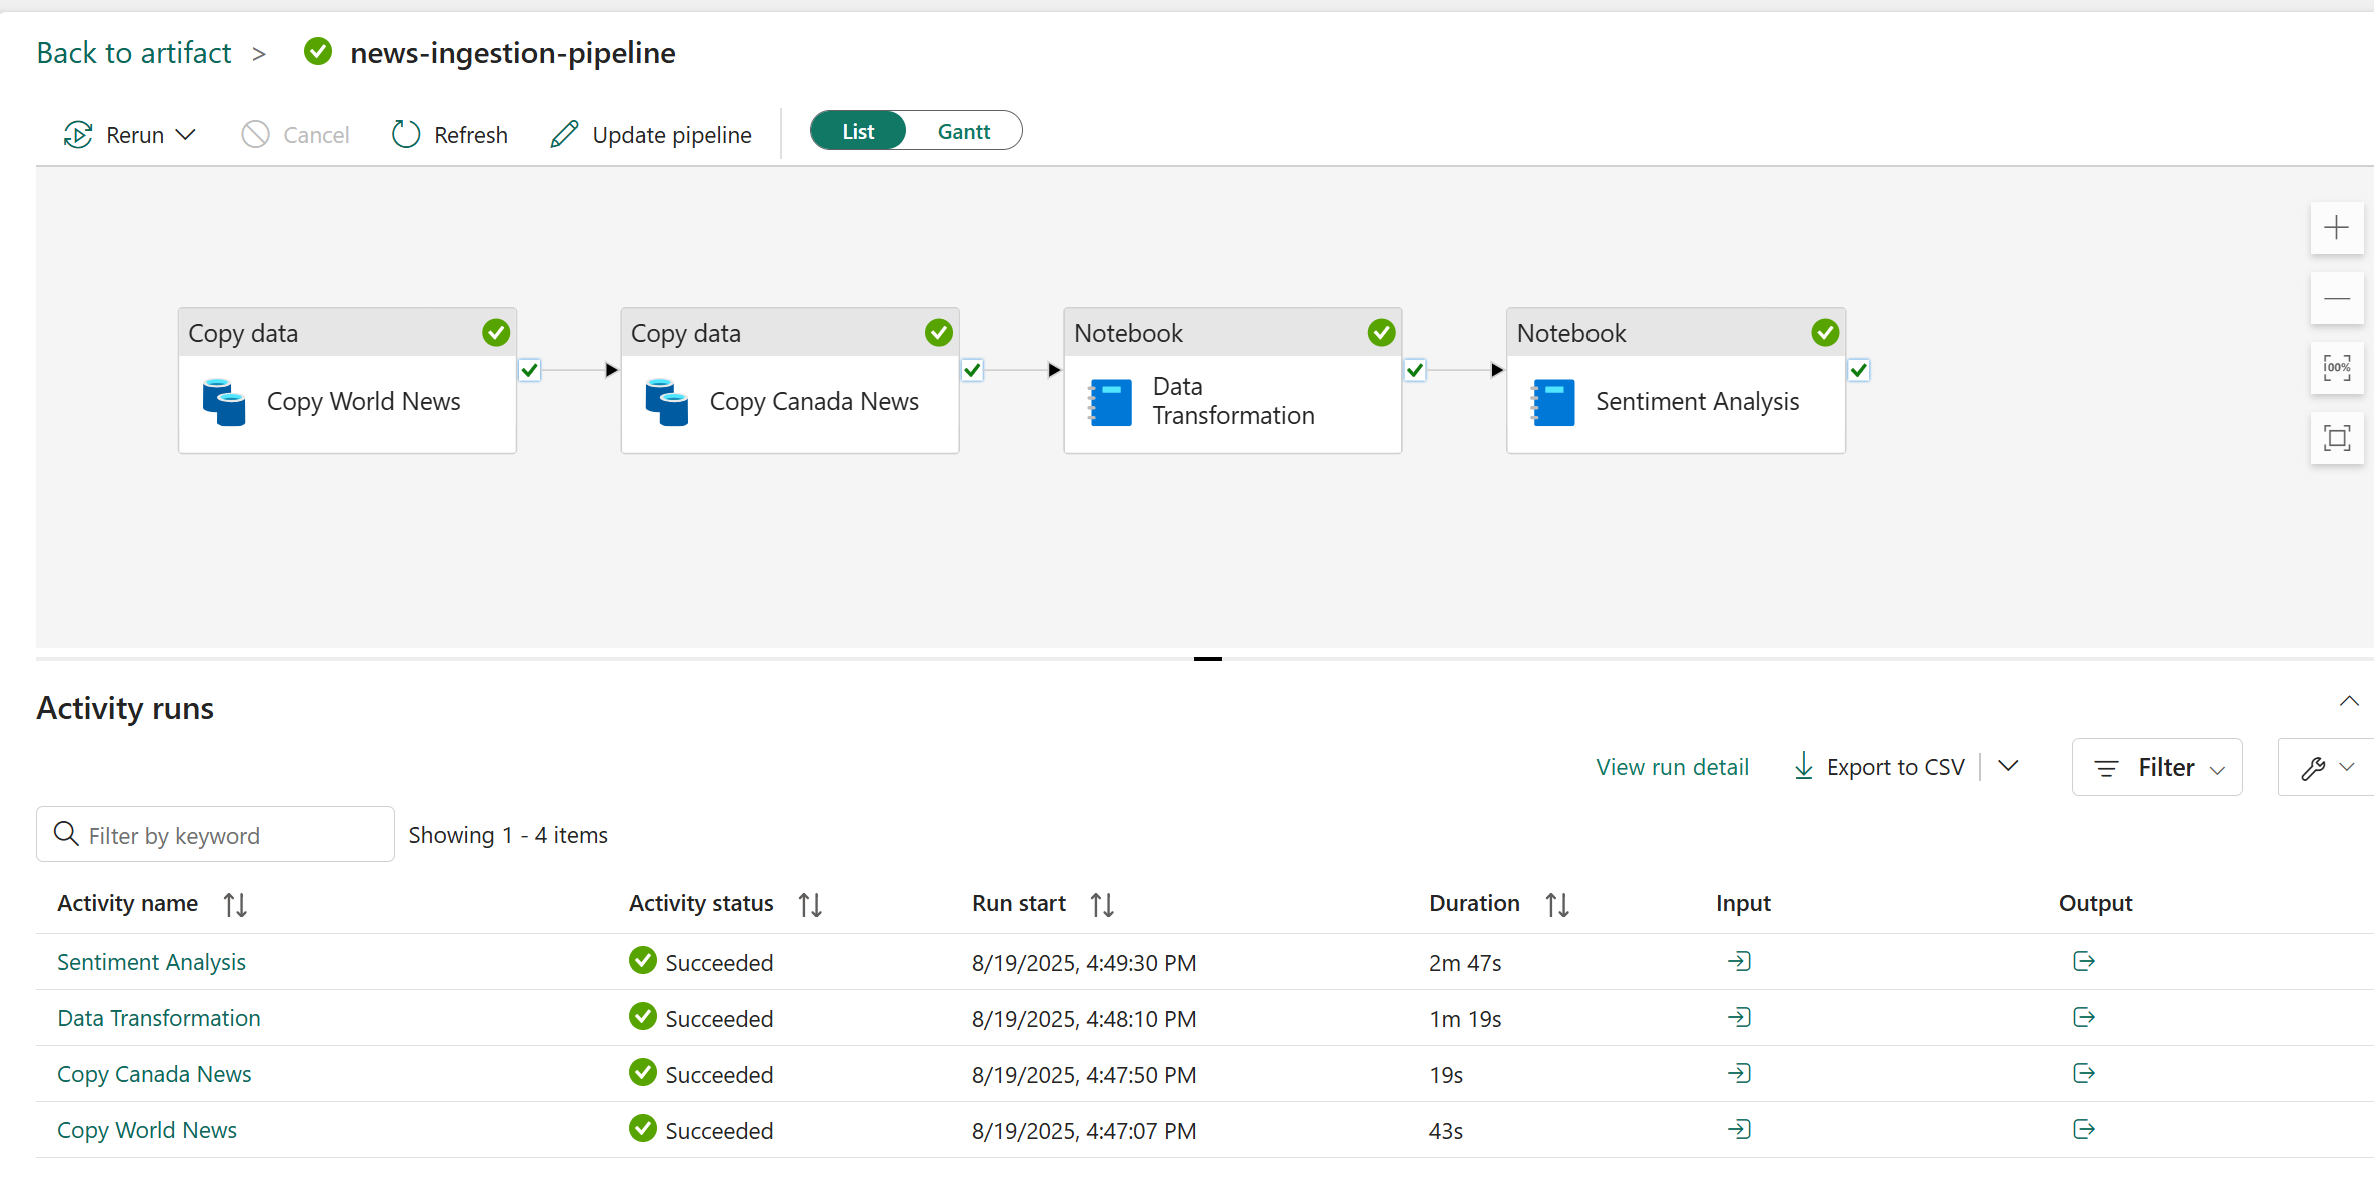 Back to artifact > news-ingestion-pipeline
Rerun Cancel Refresh Update pipeline List Gantt
Copy data
Copy World News
Copy data
Copy Canada News
Notebook
Data
Transformation
Notebook
Sentiment Analysis
100%
Activity runs
View run detail Export to CSV Filter
Filter by keyword Showing 1 - 4 items
Activity name Activity status Run start Duration Input Output
Sentiment Analysis Succeeded 8/19/2025, 4:49:30 PM 2m 47s
Data Transformation Succeeded 8/19/2025, 4:48:10 PM 1m 19s
Copy Canada News Succeeded 8/19/2025, 4:47:50 PM 19s
Copy World News Succeeded 8/19/2025, 4:47:07 PM 43s